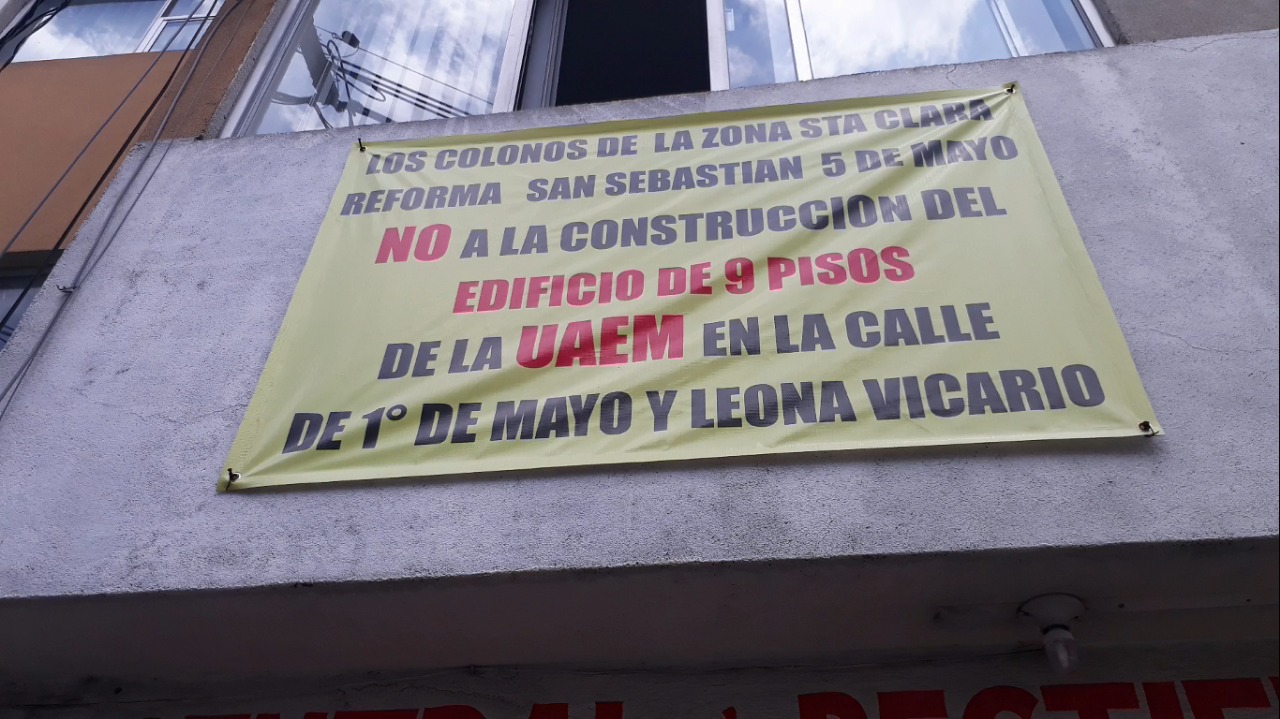 LOS COLONOS DE LA ZONA STA CLARA
REFORMA SAN SEBASTIAN 5 DE MAYO
NO A LA CONSTRUCCION DEL
EDIFICIO DE 9 PISOS
DE LA UAEM EN LA CALLE
DE 1° DE MAYO Y LEONA VICARIO